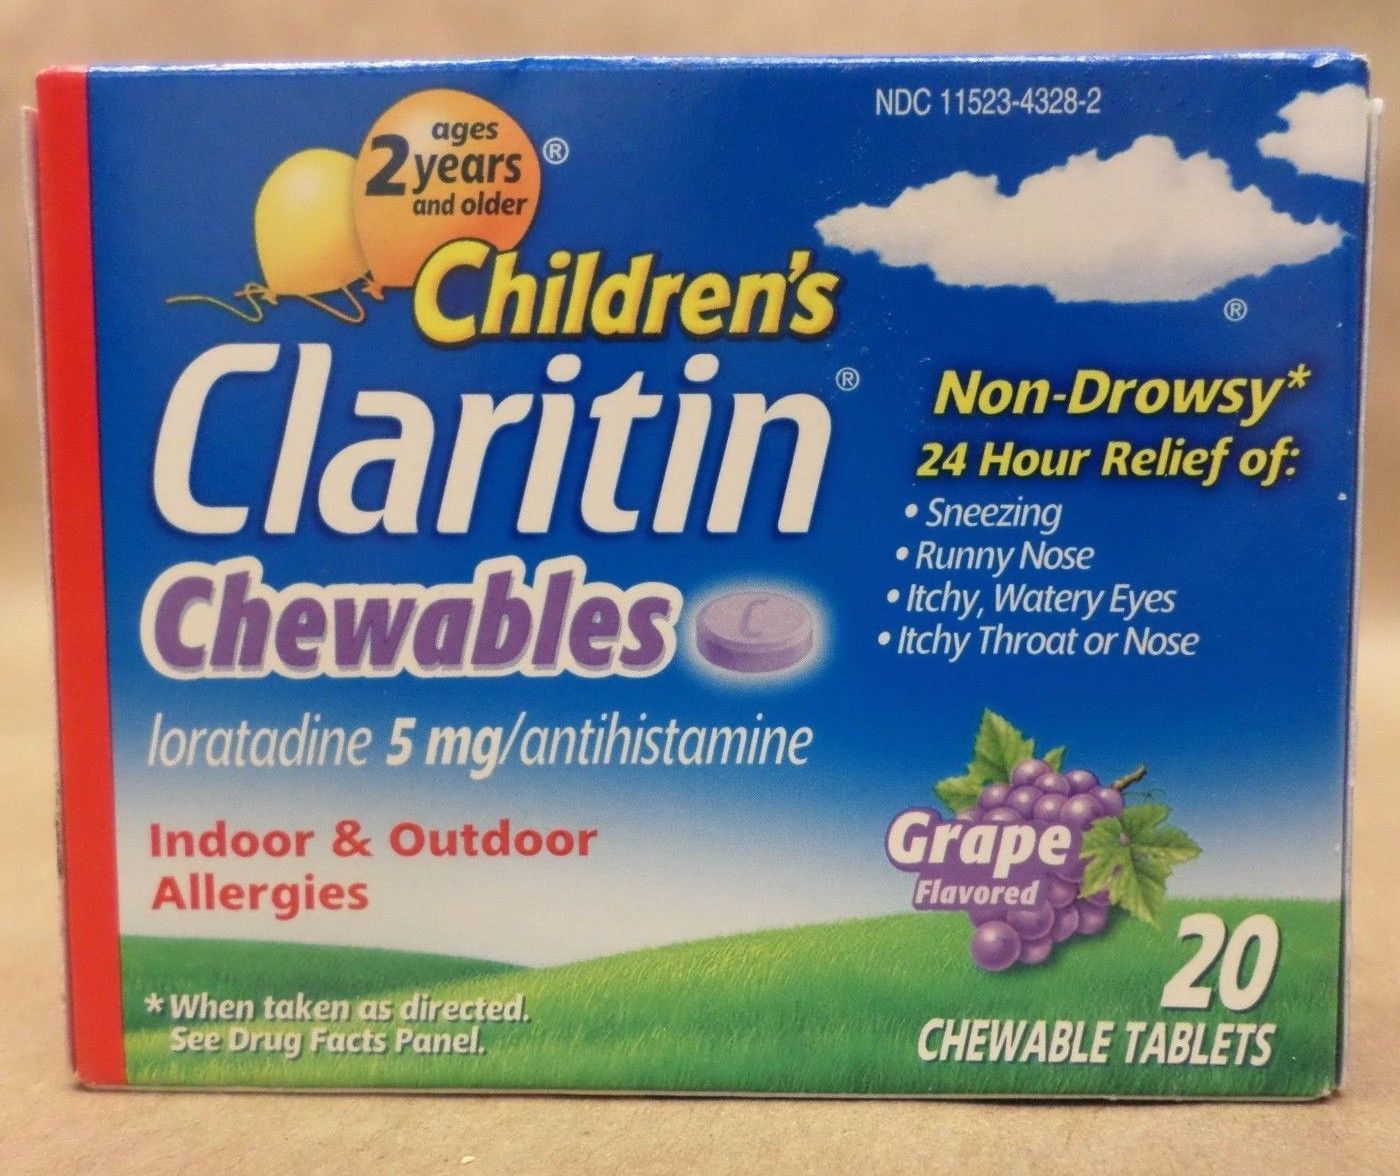 NDC 11523-4328-2
ages
2 years
and older
®
Children's
Claritin®
Chewables
C
loratadine 5 mg/antihistamine
Indoor & Outdoor
Allergies
*When taken as directed.
See Drug Facts Panel.
®
Non-Drowsy*
24 Hour Relief of:
• Sneezing
• Runny Nose
• Itchy, Watery Eyes
• Itchy Throat or Nose
Grape
Flavored
20
CHEWABLE TABLETS